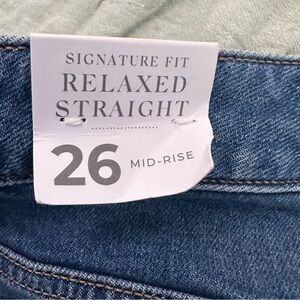 SIGNATURE FIT
RELAXED
STRAIGHT
26 MID-RISE